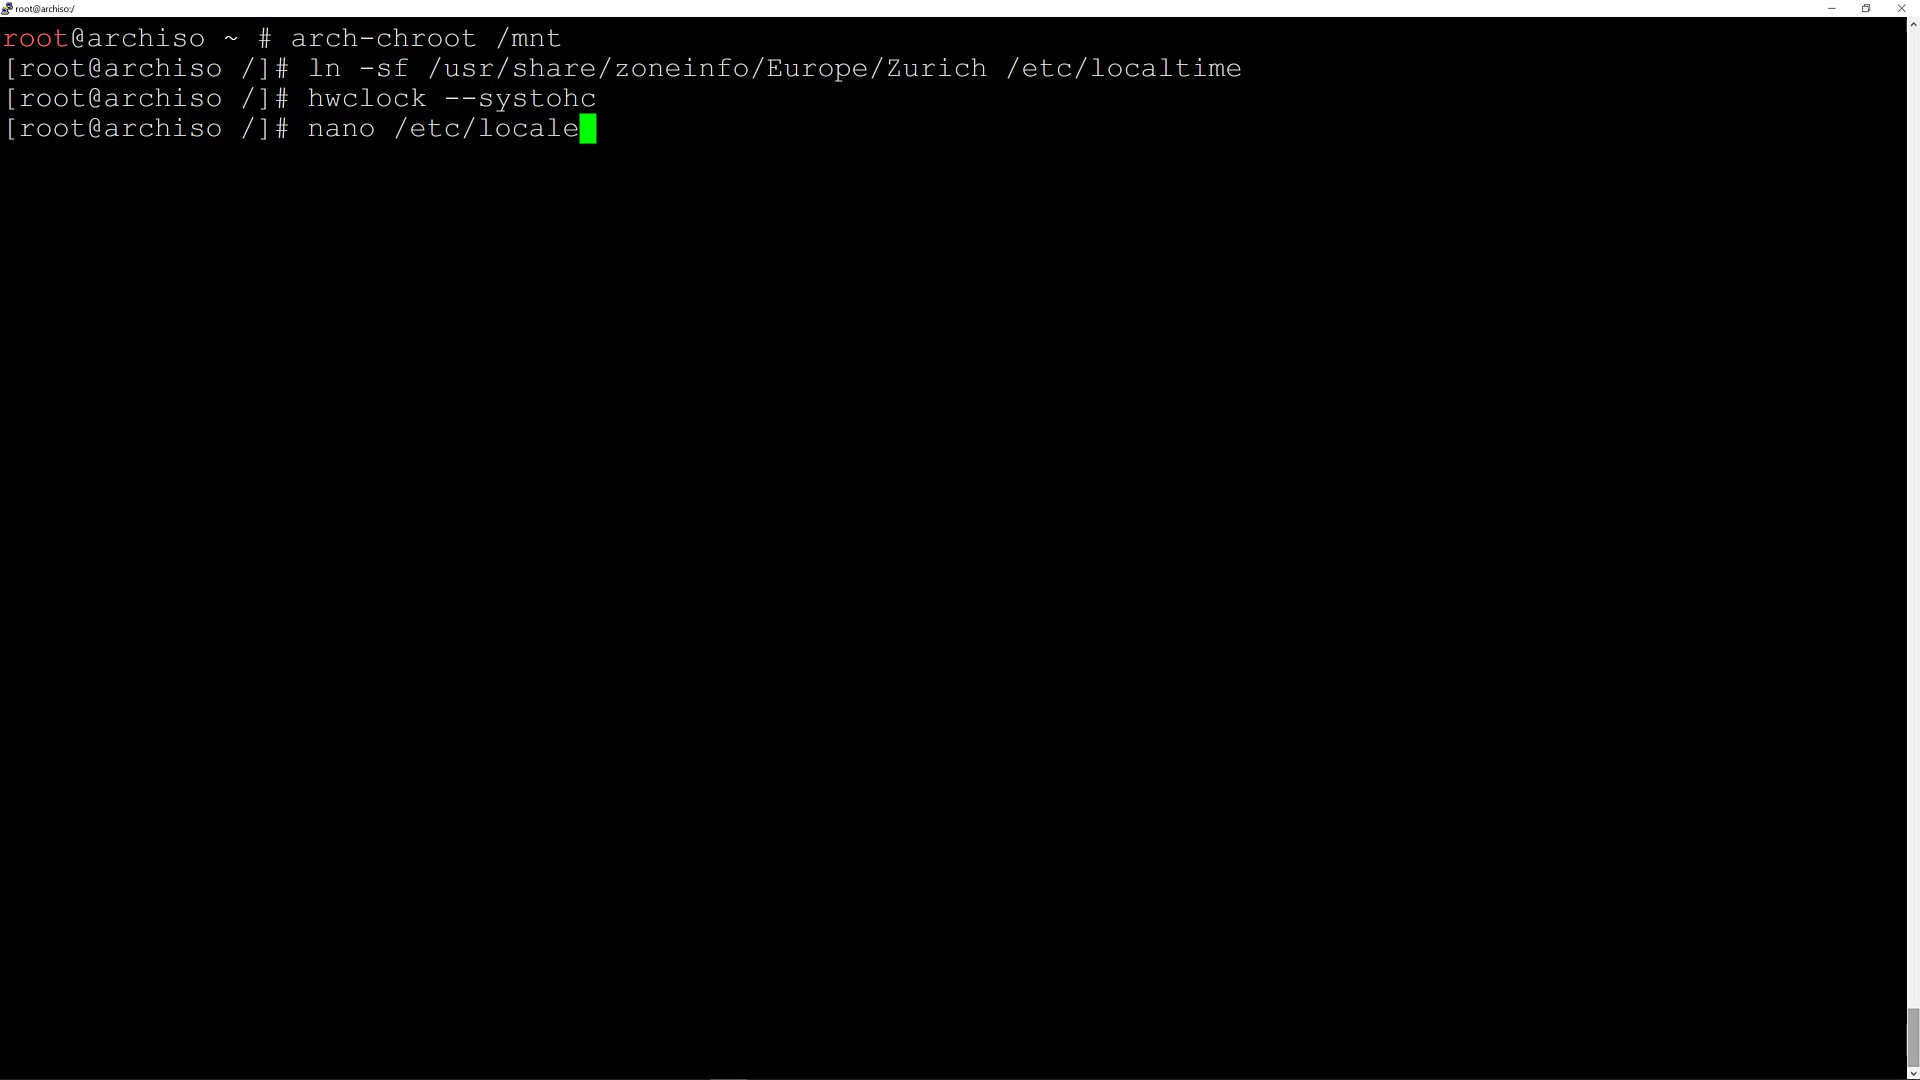 root@archiso:/
root@archiso ~ # arch-chroot /mnt
[root@archiso /]# ln -sf /usr/share/zoneinfo/Europe/Zurich /etc/localtime
[root@archiso /]# hwclock --systohc
[root@archiso /]# nano /etc/locale